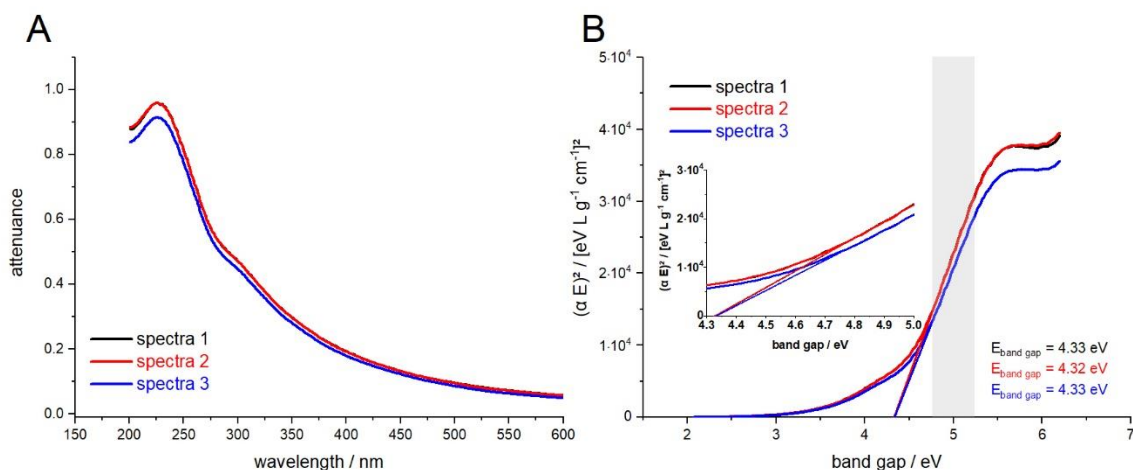 A
attenuance
1.0
0.8
0.6
0.4
0.2
0.0
spectra 1
spectra 2
spectra 3
150 200 250 300 350 400 450 500 550 600
wavelength / nm
B
(α E)² / [eV L g⁻¹ cm⁻¹]²
5·10⁴
4·10⁴
3·10⁴
2·10⁴
1·10⁴
0
spectra 1
spectra 2
spectra 3
(α E)² / [eV L g⁻¹ cm⁻¹]²
3·10⁴
2·10⁴
1·10⁴
0
4.3 4.4 4.5 4.6 4.7 4.8 4.9 5.0
band gap / eV
E band gap = 4.33 eV
E band gap = 4.32 eV
E band gap = 4.33 eV
2 3 4 5 6 7
band gap / eV